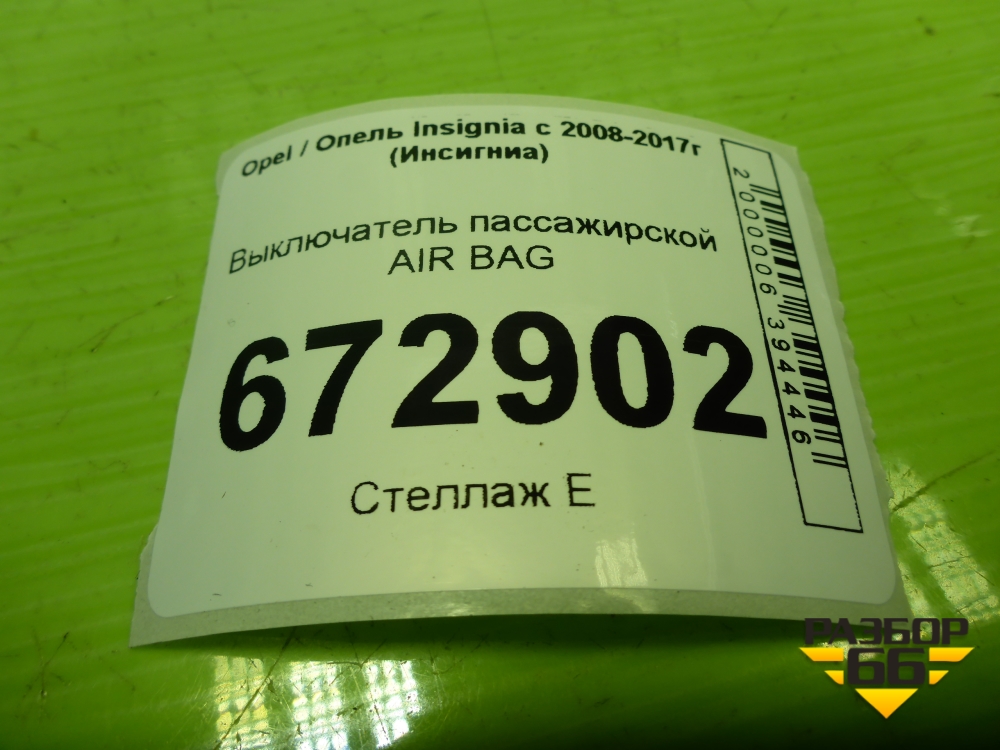 Opel / Опель Insignia с 2008-2017г
(Инсигниа)
Выключатель пассажирской
AIR BAG
672902
Стеллаж Е
2000006394446
РАЗБОР
66